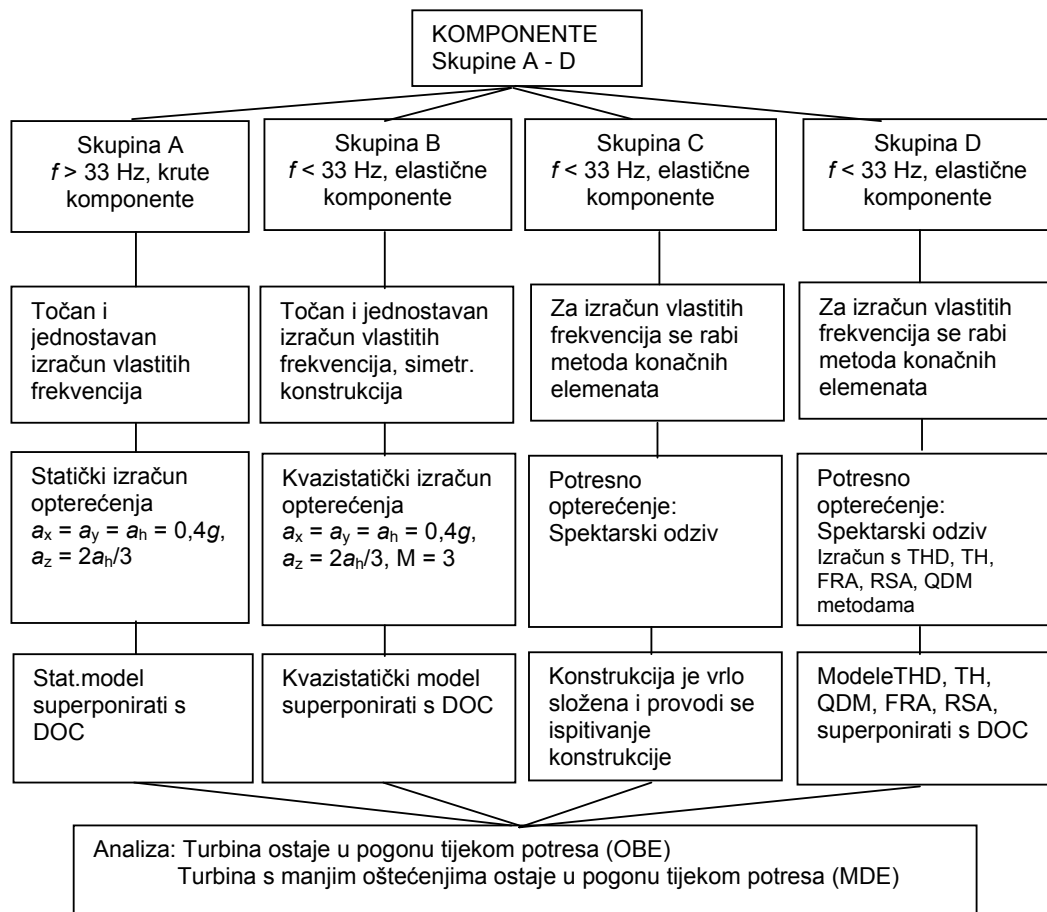 KOMPONENTE
Skupine A - D
Skupina A
f > 33 Hz, krute
komponente
Skupina B
f < 33 Hz, elastične
komponente
Skupina C
f < 33 Hz, elastične
komponente
Skupina D
f < 33 Hz, elastične
komponente
Točan i
jednostavan
izračun vlastitih
frekvencija
Točan i jednostavan
izračun vlastitih
frekvencija, simetr.
konstrukcija
Za izračun vlastitih
frekvencija se rabi
metoda konačnih
elemenata
Za izračun vlastitih
frekvencija se rabi
metoda konačnih
elemenata
Statički izračun
opterećenja
ax = ay = ah = 0,4g,
az = 2ah/3
Kvazistatički izračun
opterećenja
ax = ay = ah = 0,4g,
az = 2ah/3, M = 3
Potresno
opterećenje:
Spektarski odziv
Potresno
opterećenje:
Spektarski odziv
Izračun s THD, TH,
FRA, RSA, QDM
metodama
Stat.model
superponirati s
DOC
Kvazistatički model
superponirati s DOC
Konstrukcija je vrlo
složena i provodi se
ispitivanje
konstrukcije
ModeleTHD, TH,
QDM, FRA, RSA,
superponirati s DOC
Analiza: Turbina ostaje u pogonu tijekom potresa (OBE)
Turbina s manjim oštećenjima ostaje u pogonu tijekom potresa (MDE)